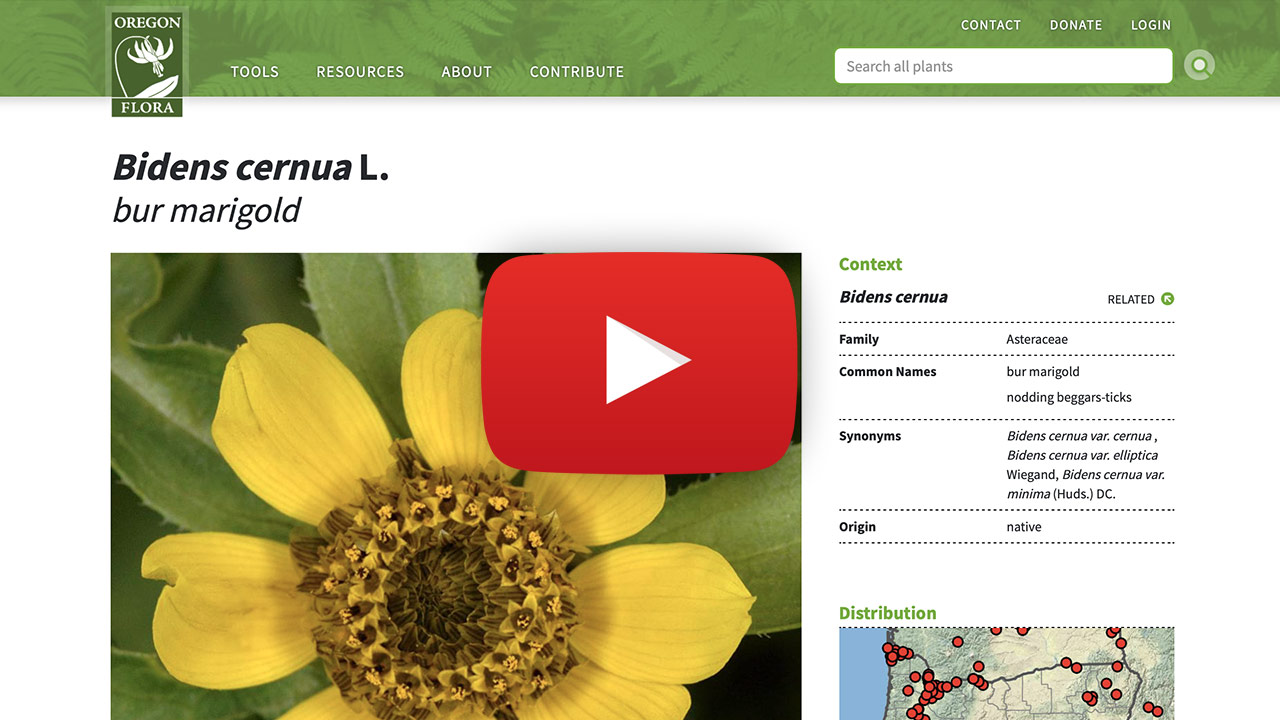 OREGON
FLORA
CONTACT DONATE LOGIN
TOOLS RESOURCES ABOUT CONTRIBUTE
Search all plants
Bidens cernua L.
bur marigold
Context
Bidens cernua RELATED
Family Asteraceae
Common Names bur marigold
nodding beggars-ticks
Synonyms Bidens cernua var. cernua ,
Bidens cernua var. elliptica
Wiegand, Bidens cernua var.
minima (Huds.) DC.
Origin native
Distribution